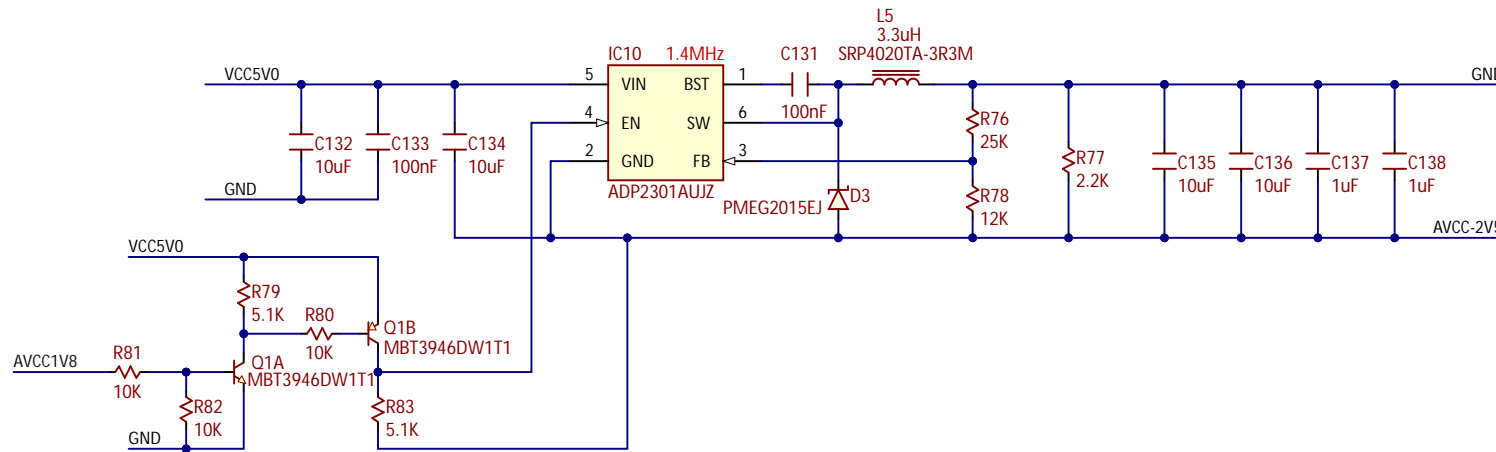 L5
3.3uH
SRP4020TA-3R3M
IC10 1.4MHz C131
VCC5V0 5 VIN BST 1 100nF GND
4 EN SW 6
2 GND FB 3
ADP2301AUJZ
C132
10uF
C133
100nF
C134
10uF
GND
R76
25K
R77
2.2K
R78
12K
PMEG2015EJ D3
C135
10uF
C136
10uF
C137
1uF
C138
1uF
AVCC-2V5
VCC5V0
R79
5.1K
R80
10K
Q1B
MBT3946DW1T1
AVCC1V8
R81
10K
Q1A
MBT3946DW1T1
R82
10K
R83
5.1K
GND